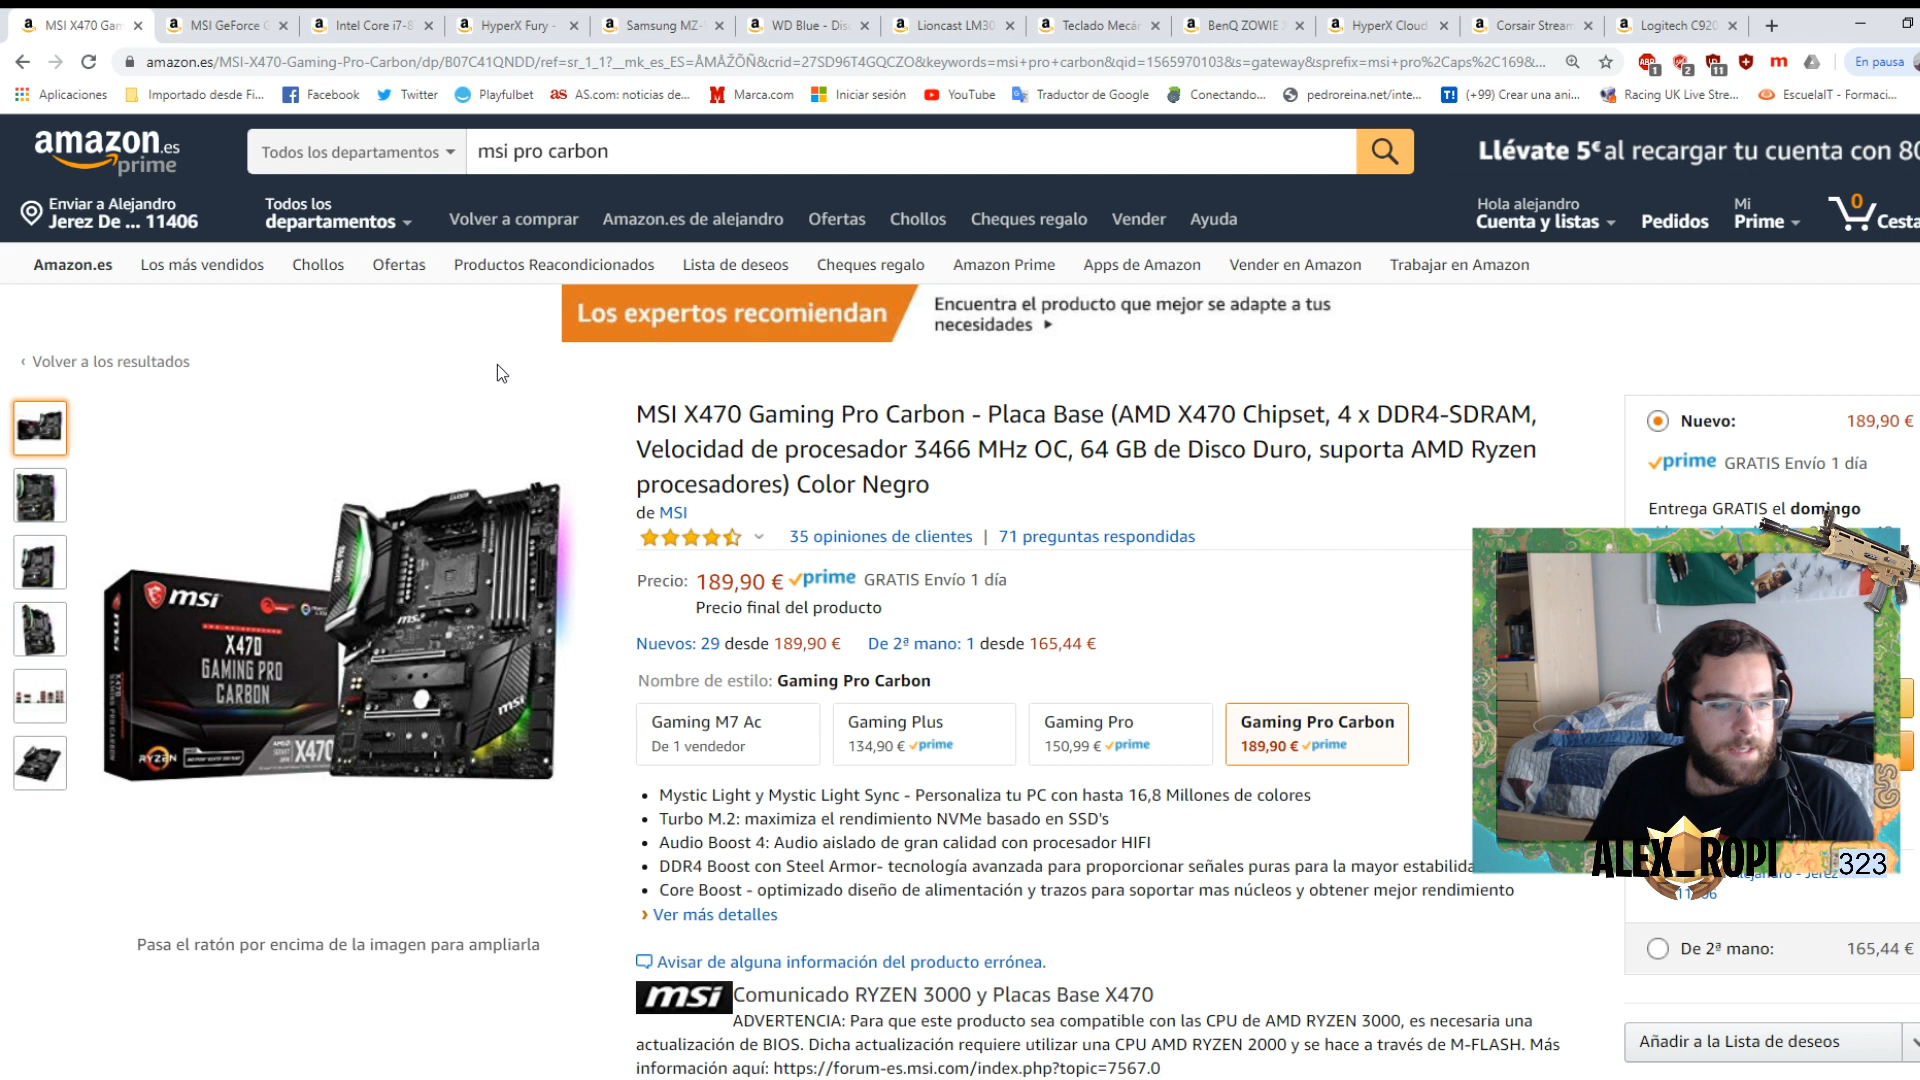 MSI X470 Gam
MSI GeForce G
Intel Core i7-8
HyperX Fury -
Samsung MZ-
WD Blue - Dis
Lioncast LM30
Teclado Mecán
BenQ ZOWIE X
HyperX Cloud
Corsair Stream
Logitech C920
amazon.es/MSI-X470-Gaming-Pro-Carbon/dp/B07C41QNDD/ref=sr_1_1?__mk_es_ES=ÅMÅŽÕÑ&crid=27SD96T4GQCZO&keywords=msi+pro+carbon&qid=1565970103&s=gateway&sprefix=msi+pro%2Caps%2C169&...
1
2
11
m
En pausa
Aplicaciones
Importado desde Fi...
Facebook
Twitter
Playfulbet
as AS.com: noticias de...
M Marca.com
Iniciar sesión
YouTube
Traductor de Google
Conectando...
pedroreina.net/inte...
T! (+99) Crear una ani...
Racing UK Live Stre...
EscuelaIT - Formaci...
amazon.es
prime
Todos los departamentos
msi pro carbon
Llévate 5€ al recargar tu cuenta con 80
Enviar a Alejandro
Jerez De ... 11406
Todos los
departamentos
Volver a comprar
Amazon.es de alejandro
Ofertas
Chollos
Cheques regalo
Vender
Ayuda
Hola alejandro
Cuenta y listas
Pedidos
Mi
Prime
0
Cesta
Amazon.es
Los más vendidos
Chollos
Ofertas
Productos Reacondicionados
Lista de deseos
Cheques regalo
Amazon Prime
Apps de Amazon
Vender en Amazon
Trabajar en Amazon
Los expertos recomiendan
Encuentra el producto que mejor se adapte a tus
necesidades
‹ Volver a los resultados
MSI X470 Gaming Pro Carbon - Placa Base (AMD X470 Chipset, 4 x DDR4-SDRAM,
Velocidad de procesador 3466 MHz OC, 64 GB de Disco Duro, suporta AMD Ryzen
procesadores) Color Negro
de MSI
35 opiniones de clientes | 71 preguntas respondidas
Precio: 189,90 € prime GRATIS Envío 1 día
Precio final del producto
Nuevos: 29 desde 189,90 €
De 2ª mano: 1 desde 165,44 €
Nombre de estilo: Gaming Pro Carbon
Gaming M7 Ac
De 1 vendedor
Gaming Plus
134,90 € prime
Gaming Pro
150,99 € prime
Gaming Pro Carbon
189,90 € prime
• Mystic Light y Mystic Light Sync - Personaliza tu PC con hasta 16,8 Millones de colores
• Turbo M.2: maximiza el rendimiento NVMe basado en SSD's
• Audio Boost 4: Audio aislado de gran calidad con procesador HIFI
• DDR4 Boost con Steel Armor- tecnología avanzada para proporcionar señales puras para la mayor estabilida
• Core Boost - optimizado diseño de alimentación y trazos para soportar mas núcleos y obtener mejor rendimiento
› Ver más detalles
Avisar de alguna información del producto errónea.
msi Comunicado RYZEN 3000 y Placas Base X470
ADVERTENCIA: Para que este producto sea compatible con las CPU de AMD RYZEN 3000, es necesaria una
actualización de BIOS. Dicha actualización requiere utilizar una CPU AMD RYZEN 2000 y se hace a través de M-FLASH. Más
información aquí: https://forum-es.msi.com/index.php?topic=7567.0
msi
X470
GAMING PRO
CARBON
RYZEN
X470
msi
Pasa el ratón por encima de la imagen para ampliarla
Nuevo: 189,90 €
prime GRATIS Envío 1 día
Entrega GRATIS el domingo
ALEX_ROPI
323
De 2ª mano: 165,44 €
Añadir a la Lista de deseos